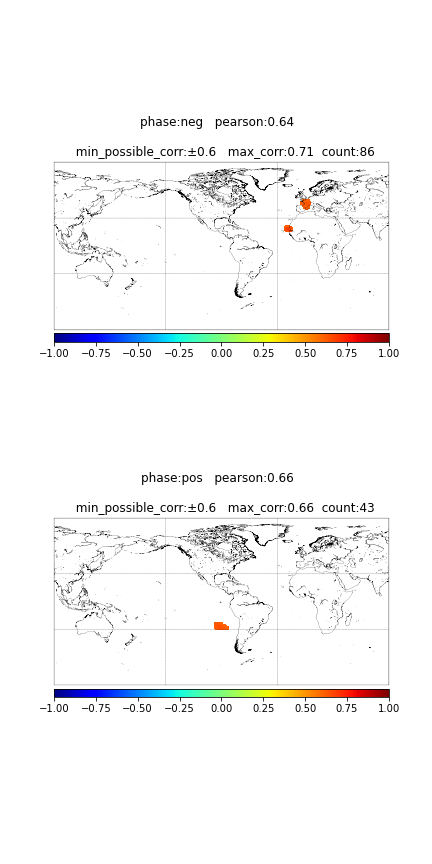 phase:neg   pearson:0.64
min_possible_corr:±0.6   max_corr:0.71  count:86
−1.00 −0.75 −0.50 −0.25 0.00 0.25 0.50 0.75 1.00
phase:pos   pearson:0.66
min_possible_corr:±0.6   max_corr:0.66  count:43
−1.00 −0.75 −0.50 −0.25 0.00 0.25 0.50 0.75 1.00